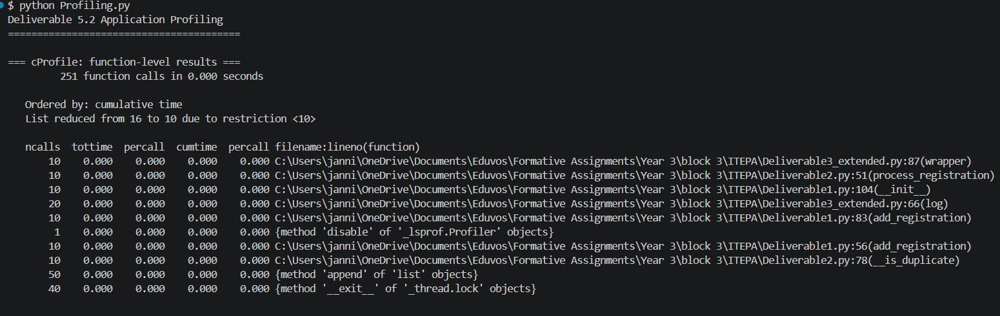 $ python Profiling.py
Deliverable 5.2 Application Profiling
========================================
=== cProfile: function-level results ===
251 function calls in 0.000 seconds
Ordered by: cumulative time
List reduced from 16 to 10 due to restriction <10>
ncalls tottime percall cumtime percall filename:lineno(function)
10 0.000 0.000 0.000 0.000 C:\Users\janni\OneDrive\Documents\Eduvos\Formative Assignments\Year 3\block 3\ITEPA\Deliverable3_extended.py:87(wrapper)
10 0.000 0.000 0.000 0.000 C:\Users\janni\OneDrive\Documents\Eduvos\Formative Assignments\Year 3\block 3\ITEPA\Deliverable2.py:51(process_registration)
10 0.000 0.000 0.000 0.000 C:\Users\janni\OneDrive\Documents\Eduvos\Formative Assignments\Year 3\block 3\ITEPA\Deliverable1.py:104(__init__)
20 0.000 0.000 0.000 0.000 C:\Users\janni\OneDrive\Documents\Eduvos\Formative Assignments\Year 3\block 3\ITEPA\Deliverable3_extended.py:66(log)
10 0.000 0.000 0.000 0.000 C:\Users\janni\OneDrive\Documents\Eduvos\Formative Assignments\Year 3\block 3\ITEPA\Deliverable1.py:83(add_registration)
1 0.000 0.000 0.000 0.000 {method 'disable' of '_lsprof.Profiler' objects}
10 0.000 0.000 0.000 0.000 C:\Users\janni\OneDrive\Documents\Eduvos\Formative Assignments\Year 3\block 3\ITEPA\Deliverable1.py:56(add_registration)
10 0.000 0.000 0.000 0.000 C:\Users\janni\OneDrive\Documents\Eduvos\Formative Assignments\Year 3\block 3\ITEPA\Deliverable2.py:78(__is_duplicate)
50 0.000 0.000 0.000 0.000 {method 'append' of 'list' objects}
40 0.000 0.000 0.000 0.000 {method '__exit__' of '_thread.lock' objects}